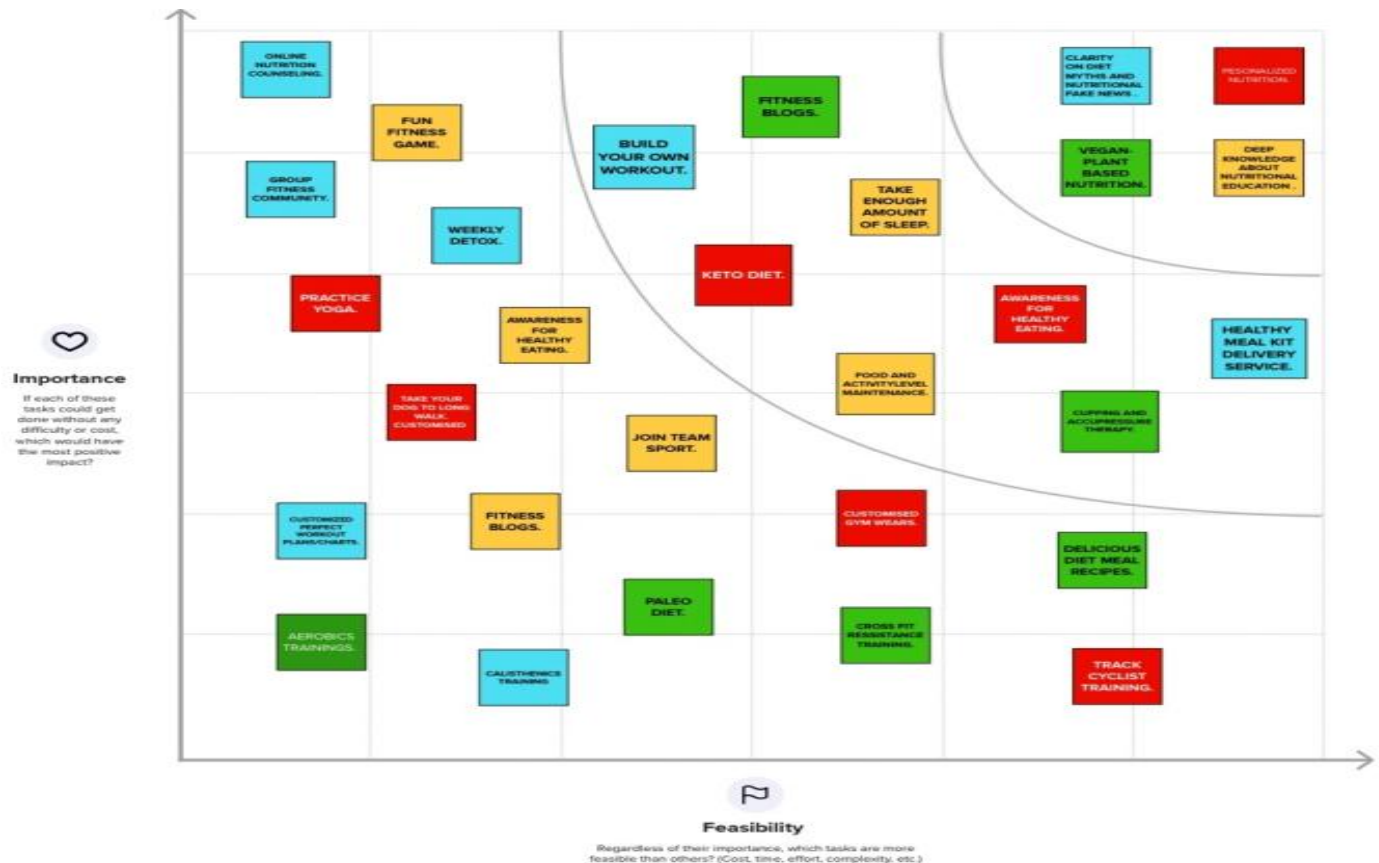 ONLINE
NUTRITION
COUNSELING.
FUN
FITNESS
GAME.
GROUP
FITNESS
COMMUNITY.
WEEKLY
DETOX.
PRACTICE
YOGA.
AWARENESS
FOR
HEALTHY
EATING.
TAKE YOUR
DOG TO LONG
WALK.
CUSTOMISED
CUSTOMIZED
PERFECT
WORKOUT
PLANS/CHARTS.
FITNESS
BLOGS.
AEROBICS
TRAININGS.
CALISTHENICS
TRAINING
BUILD
YOUR OWN
WORKOUT.
FITNESS
BLOGS.
TAKE
ENOUGH
AMOUNT
OF SLEEP.
KETO DIET.
AWARENESS
FOR
HEALTHY
EATING.
FOOD AND
ACTIVITYLEVEL
MAINTENANCE.
HEALTHY
MEAL KIT
DELIVERY
SERVICE.
CUPPING AND
ACCUPRESSURE
THERAPY.
JOIN TEAM
SPORT.
CUSTOMISED
GYM WEARS.
PALEO
DIET.
CROSS FIT
RESSISTANCE
TRAINING.
DELICIOUS
DIET MEAL
RECIPES.
TRACK
CYCLIST
TRAINING.
CLARITY
ON DIET
MYTHS AND
NUTRITIONAL
FAKE NEWS .
PESONALIZED
NUTRITION.
VEGAN-
PLANT
BASED
NUTRITION.
DEEP
KNOWLEDGE
ABOUT
NUTRITIONAL
EDUCATION .
Importance
If each of these
tasks could get
done without any
difficulty or cost,
which would have
the most positive
impact?
Feasibility
Regardless of their importance, which tasks are more
feasible than others? (Cost, time, effort, complexity, etc.)